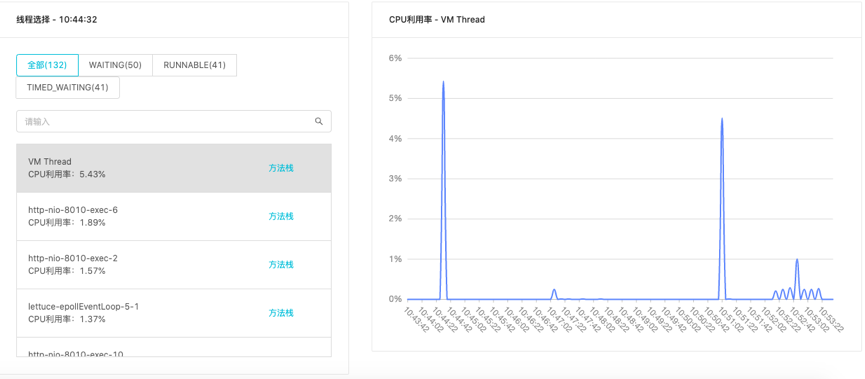 线程选择 - 10:44:32
全部(132)
WAITING(50)
RUNNABLE(41)
TIMED_WAITING(41)
请输入
VM Thread
CPU利用率：5.43%
方法栈
http-nio-8010-exec-6
CPU利用率：1.89%
方法栈
http-nio-8010-exec-2
CPU利用率：1.57%
方法栈
lettuce-epollEventLoop-5-1
CPU利用率：1.37%
方法栈
http-nio-8010-exec-10
CPU利用率 - VM Thread
6%
5%
4%
3%
2%
1%
0%
10:43:42
10:44:02
10:44:22
10:44:42
10:45:02
10:45:22
10:45:42
10:46:02
10:46:22
10:46:42
10:47:02
10:47:22
10:47:42
10:48:02
10:48:22
10:48:42
10:49:02
10:49:22
10:49:42
10:50:02
10:50:22
10:50:42
10:51:02
10:51:22
10:51:42
10:52:02
10:52:22
10:52:42
10:53:02
10:53:22